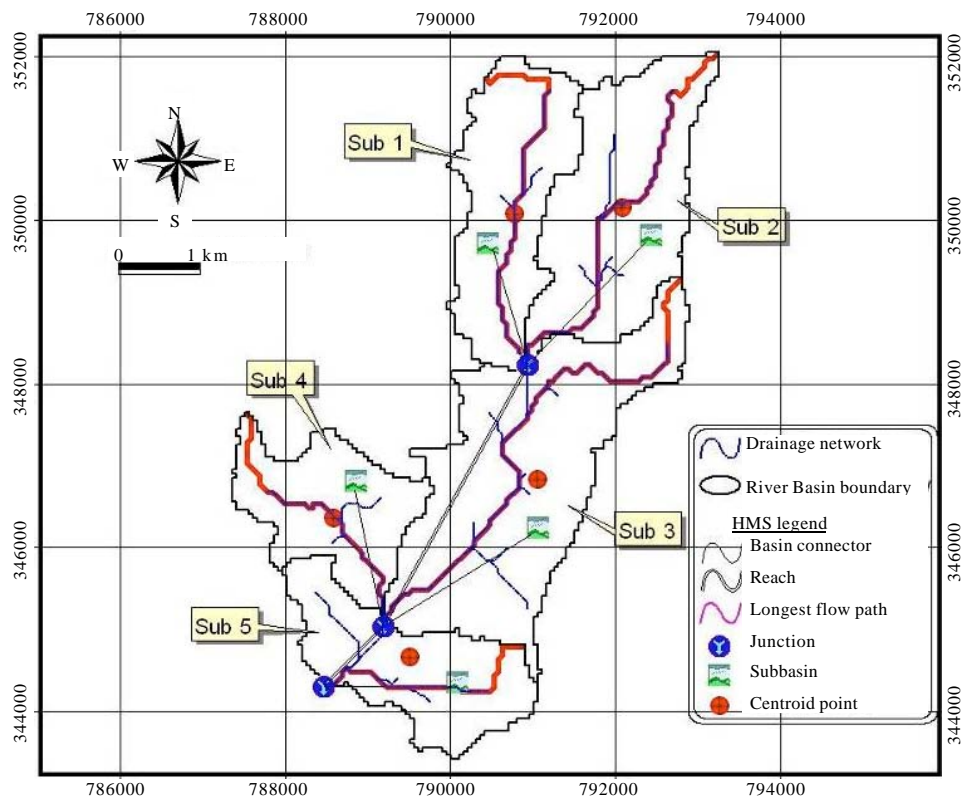 786000 788000 790000 792000 794000
352000 352000
N
W E
S
Sub 1
350000 350000
Sub 2
0 1 km
348000 348000
Sub 4
Drainage network
River Basin boundary
HMS legend
Basin connector
Reach
Longest flow path
Junction
Subbasin
Centroid point
Sub 3
346000 346000
Sub 5
344000 344000
786000 788000 790000 792000 794000